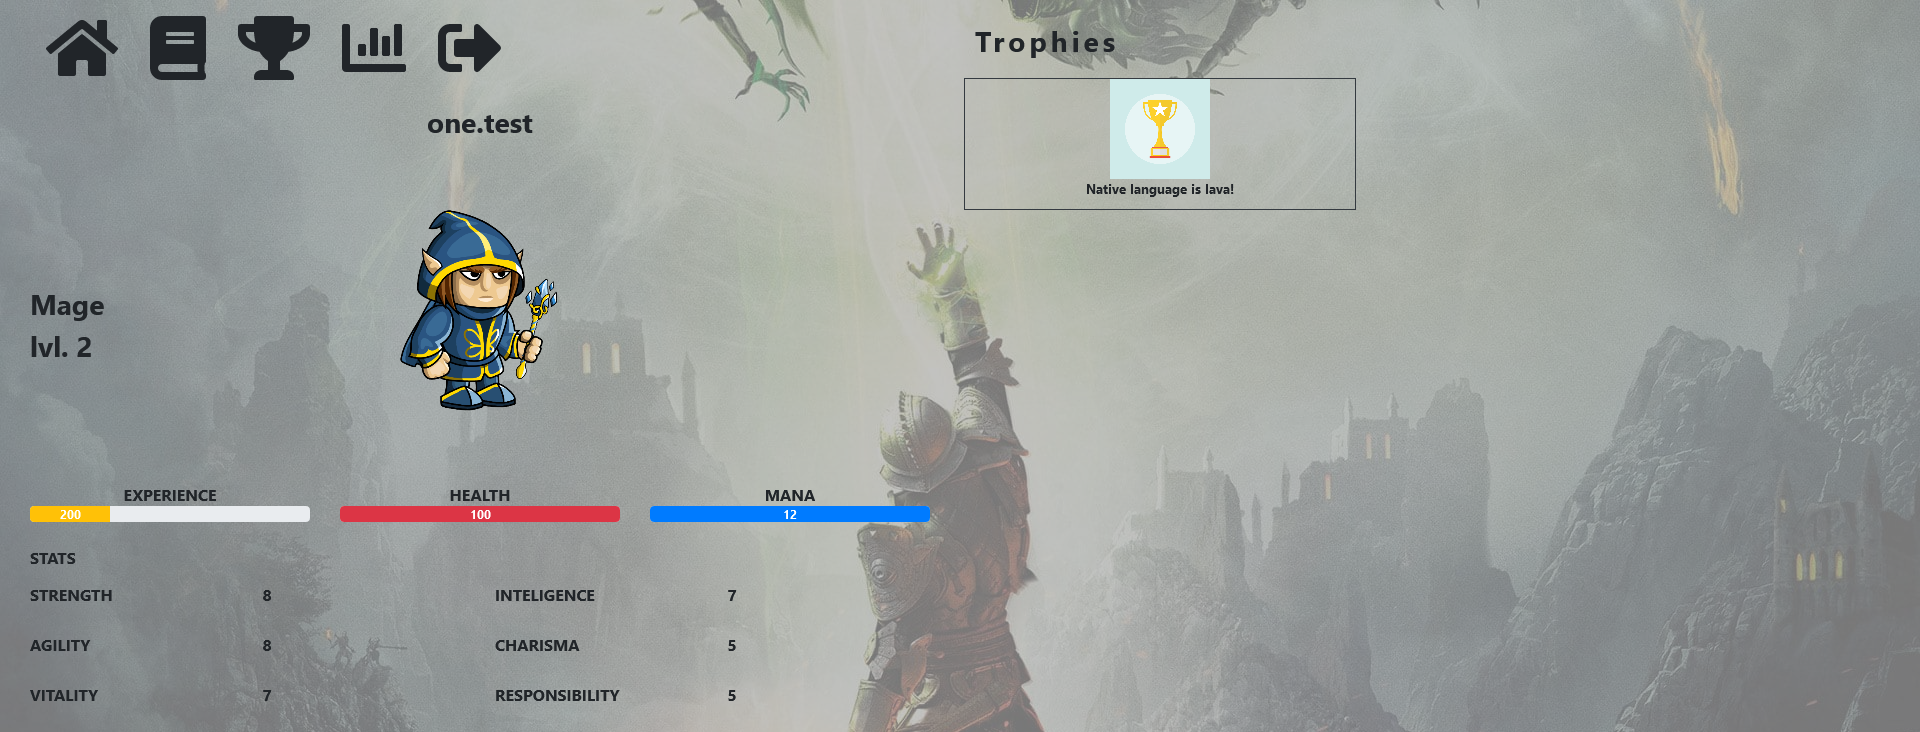 Trophies
one.test
Native language is lava!
Mage
lvl. 2
EXPERIENCE HEALTH MANA
200 100 12
STATS
STRENGTH 8 INTELIGENCE 7
AGILITY 8 CHARISMA 5
VITALITY 7 RESPONSIBILITY 5